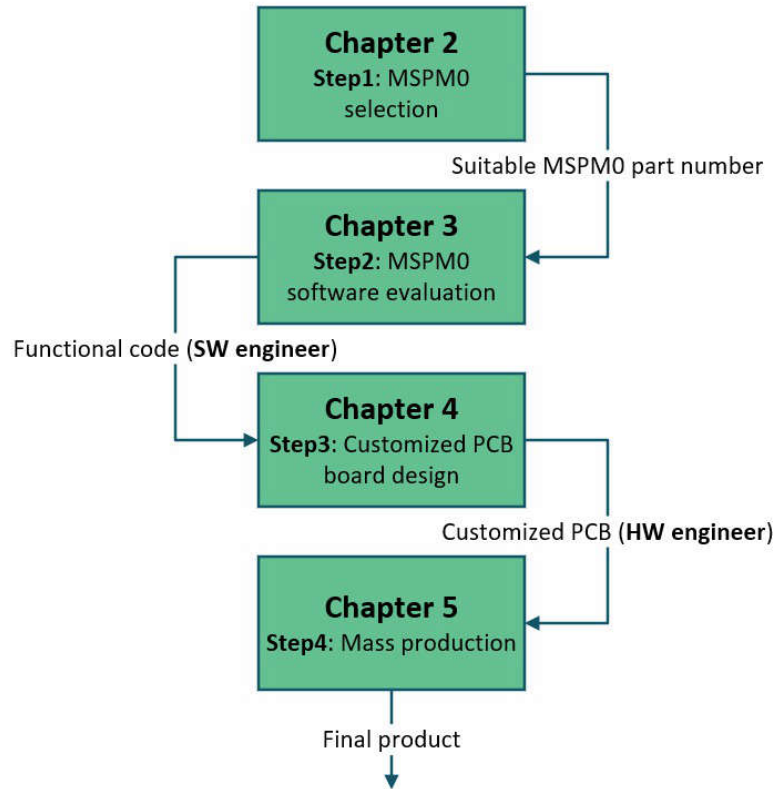 Chapter 2
Step1: MSPM0
selection
Suitable MSPM0 part number
Chapter 3
Step2: MSPM0
software evaluation
Functional code (SW engineer)
Chapter 4
Step3: Customized PCB
board design
Customized PCB (HW engineer)
Chapter 5
Step4: Mass production
Final product